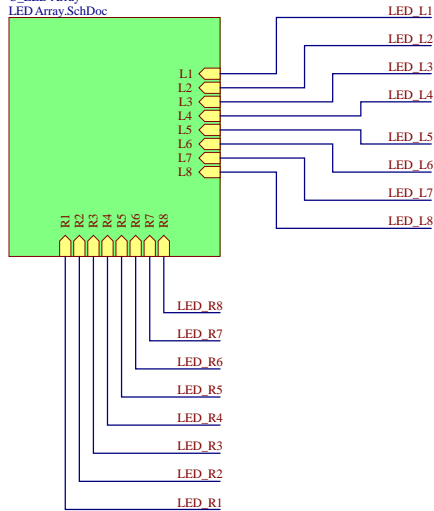 LED Array.SchDoc
LED_L1
LED_L2
LED_L3
LED_L4
LED_L5
LED_L6
LED_L7
LED_L8
L1
L2
L3
L4
L5
L6
L7
L8
R1
R2
R3
R4
R5
R6
R7
R8
LED_R8
LED_R7
LED_R6
LED_R5
LED_R4
LED_R3
LED_R2
LED_R1